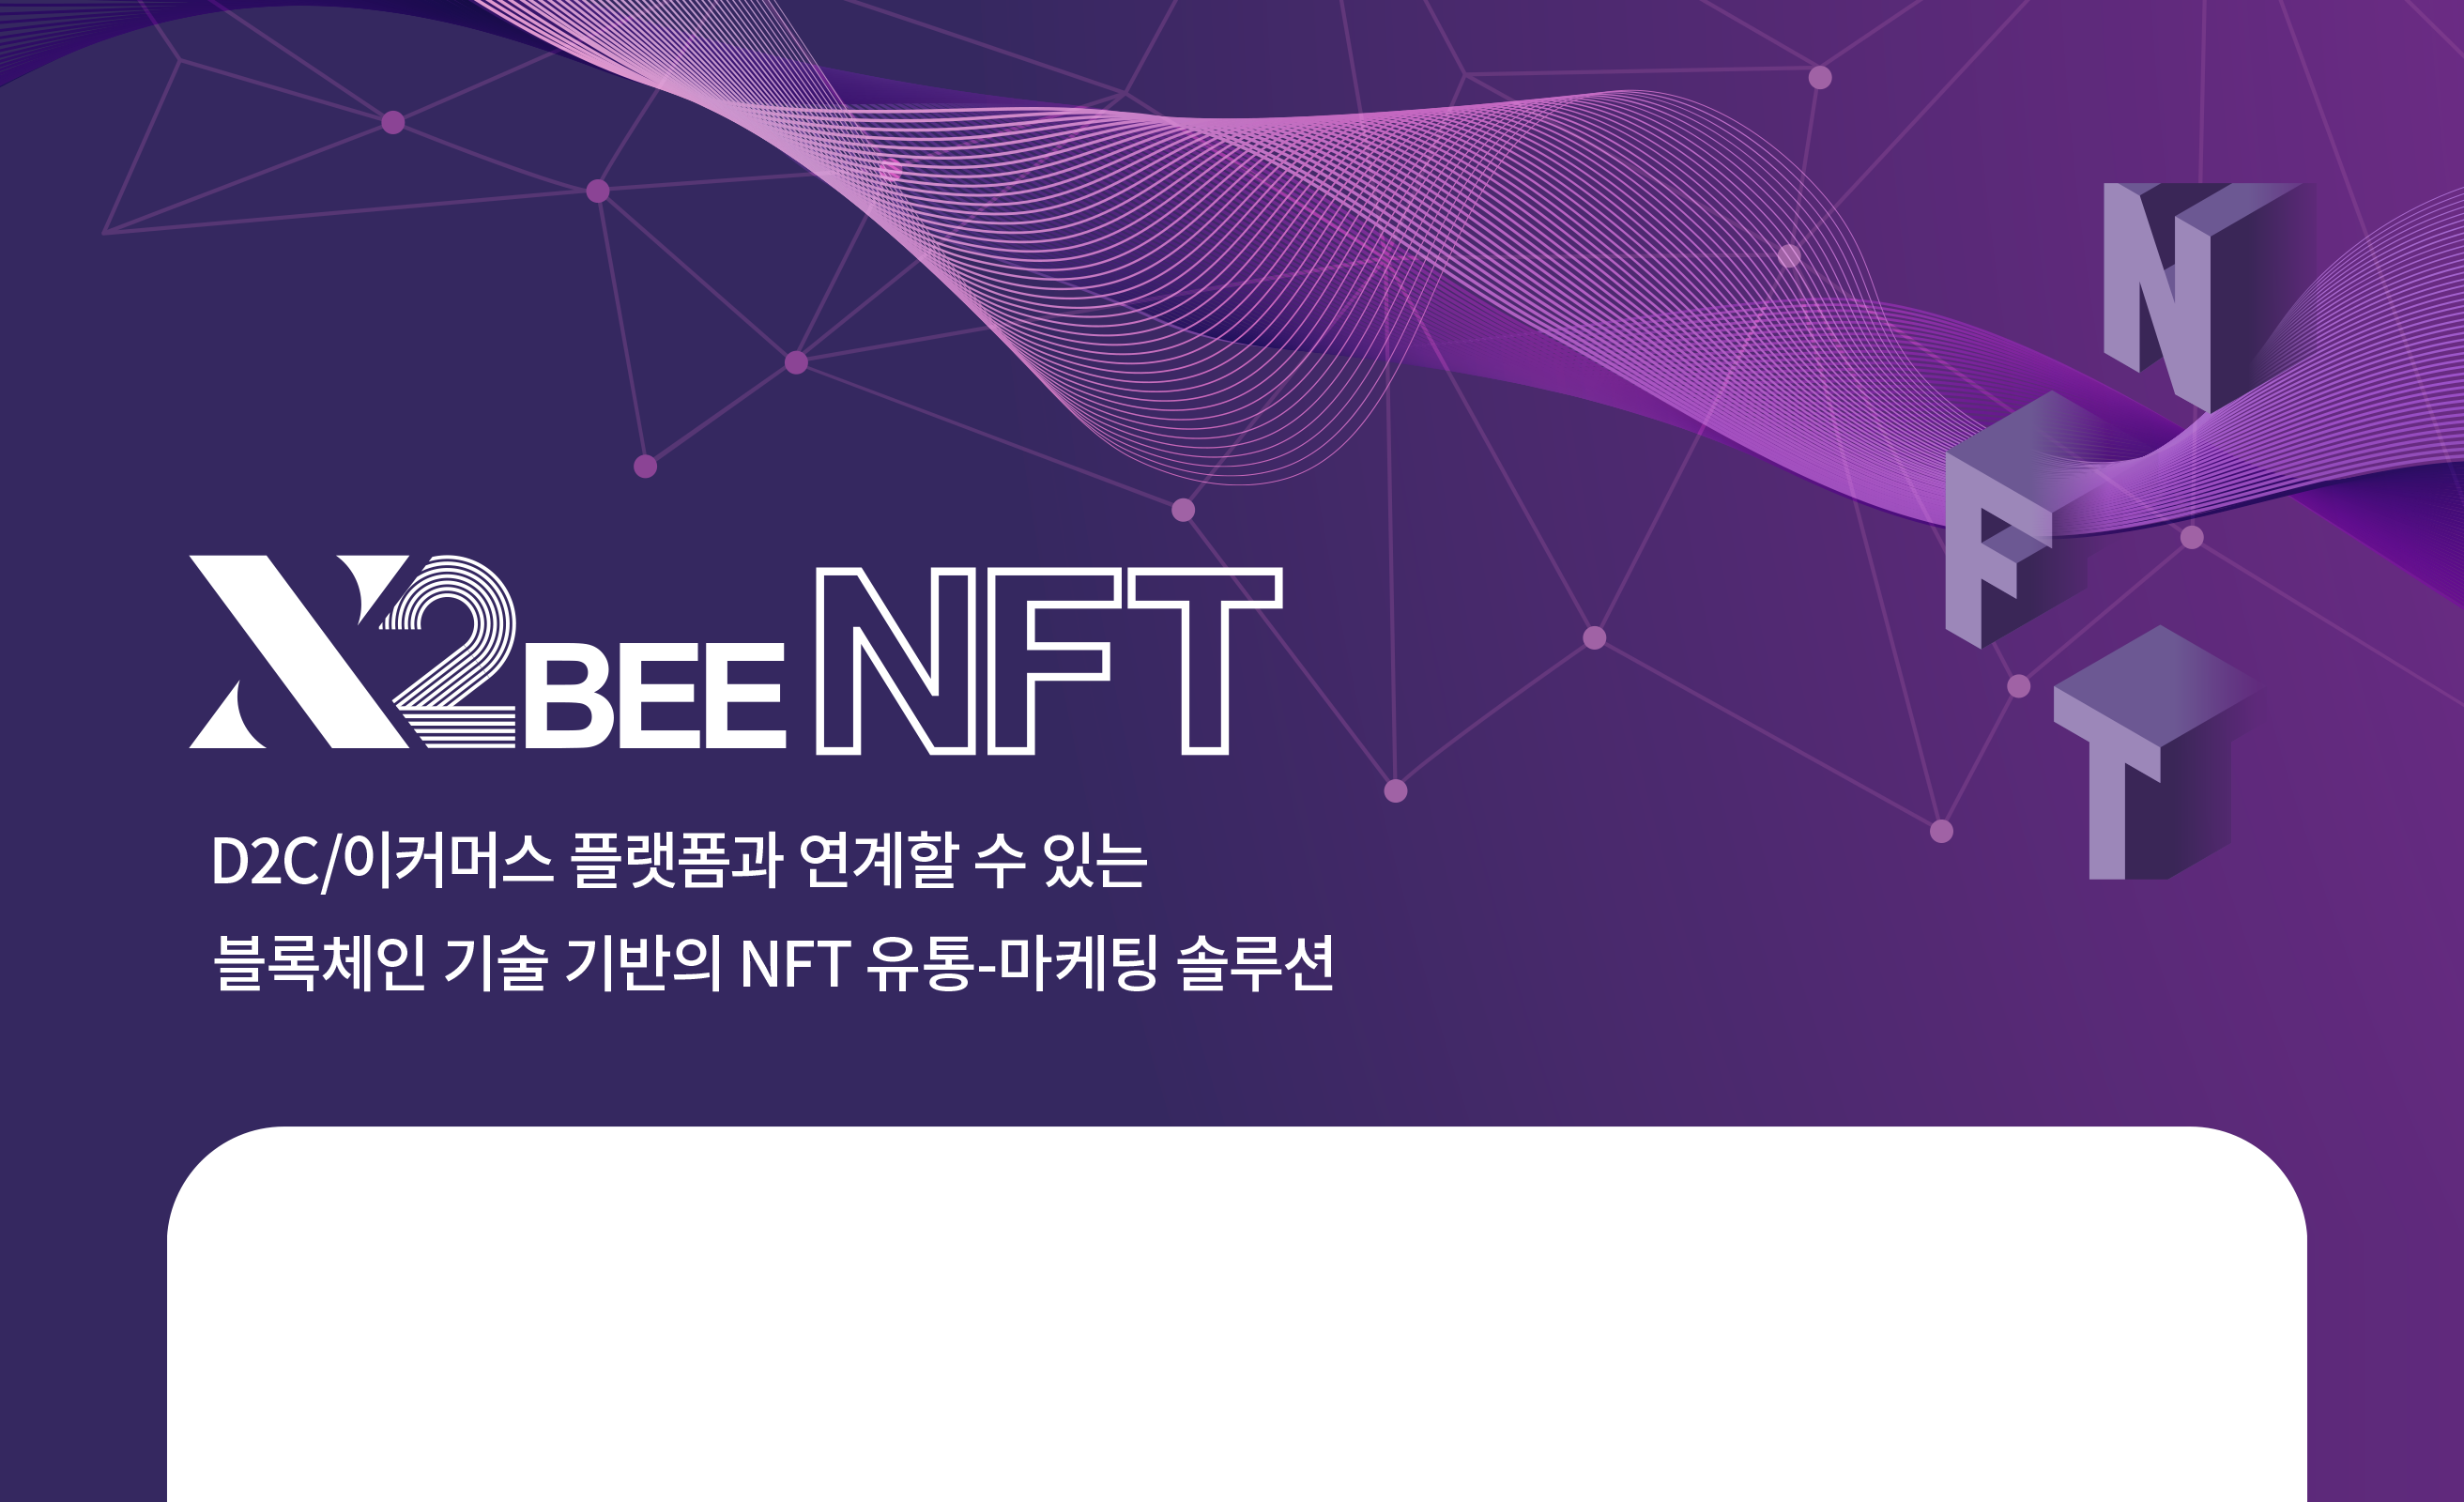 X2BEE NFT
D2C/이커머스 플랫폼과 연계할 수 있는
블록체인 기술 기반의 NFT 유통-마케팅 솔루션
N
F
T